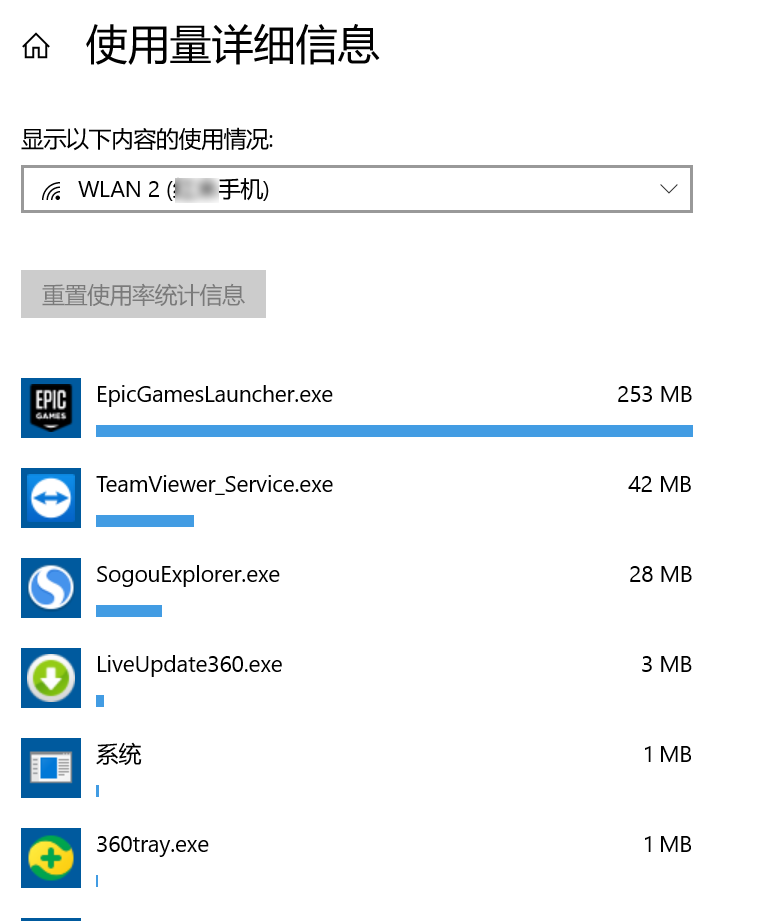 使用量详细信息
显示以下内容的使用情况:
WLAN 2 (手机)
重置使用率统计信息
EPIC
GAMES
EpicGamesLauncher.exe 253 MB
TeamViewer_Service.exe 42 MB
SogouExplorer.exe 28 MB
LiveUpdate360.exe 3 MB
系统 1 MB
360tray.exe 1 MB